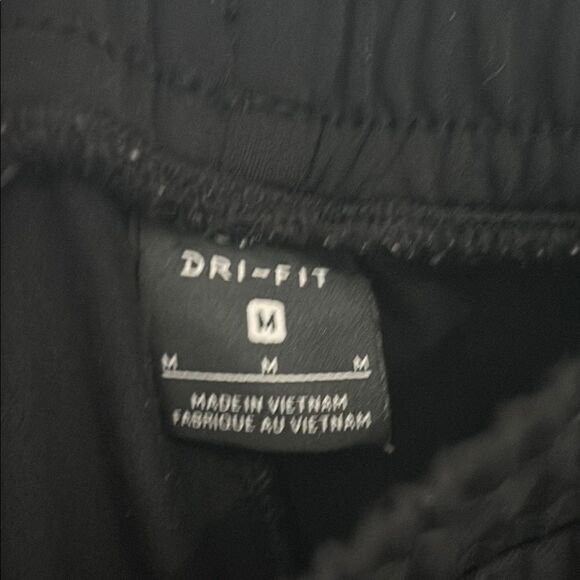 DRI-FIT
M
M M M
MADE IN VIETNAM
FABRIQUE AU VIETNAM